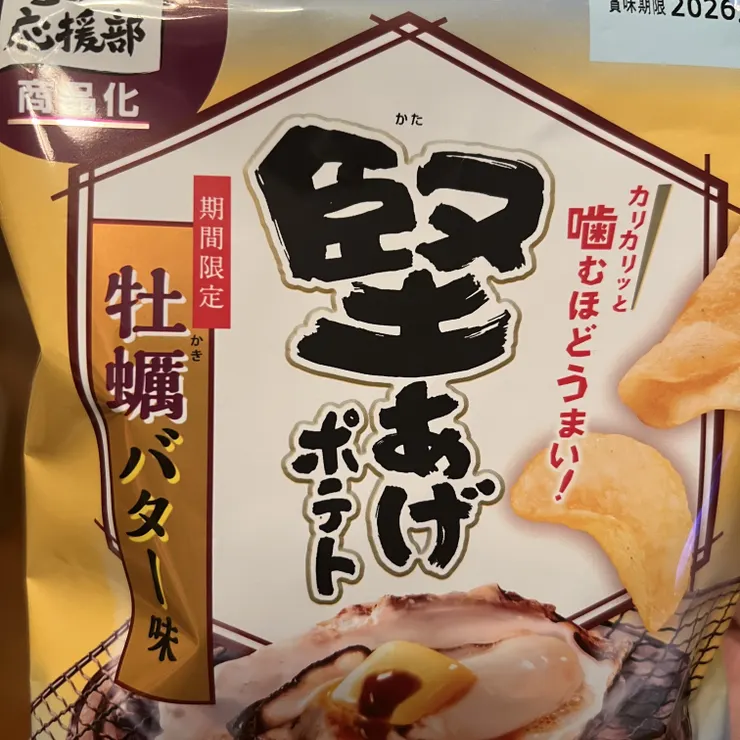 応援部
商品化
賞味期限 2026.
かた
堅あげ
ポテト
期間限定
牡蠣バター味
かき
カリカリッと
噛むほどうまい!